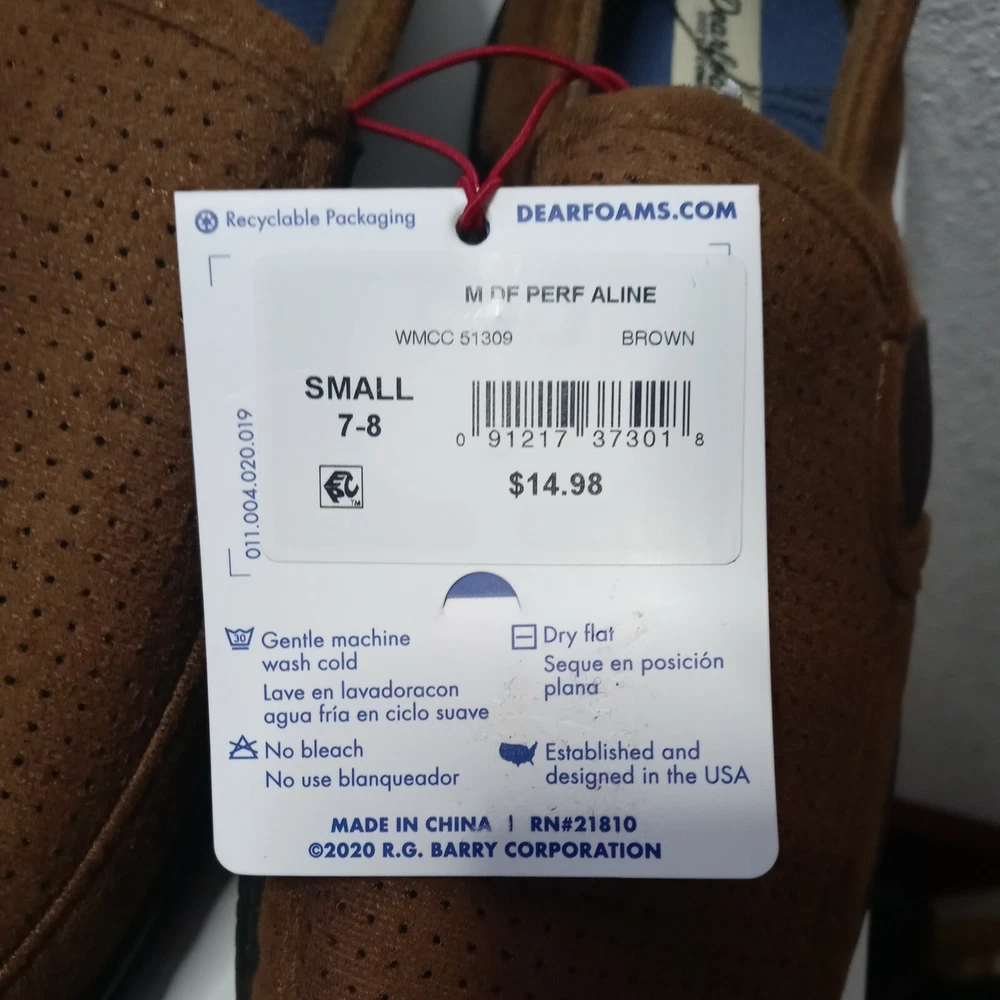 Dearfoams
Recyclable Packaging
DEARFOAMS.COM
M DF PERF ALINE
WMCC 51309
BROWN
SMALL
7-8
0 91217 37301 8
$14.98
TM
011.004.020.019
30
Gentle machine
wash cold
Lave en lavadoracon
agua fría en ciclo suave
No bleach
No use blanqueador
Dry flat
Seque en posición
plana
Established and
designed in the USA
MADE IN CHINA | RN#21810
©2020 R.G. BARRY CORPORATION